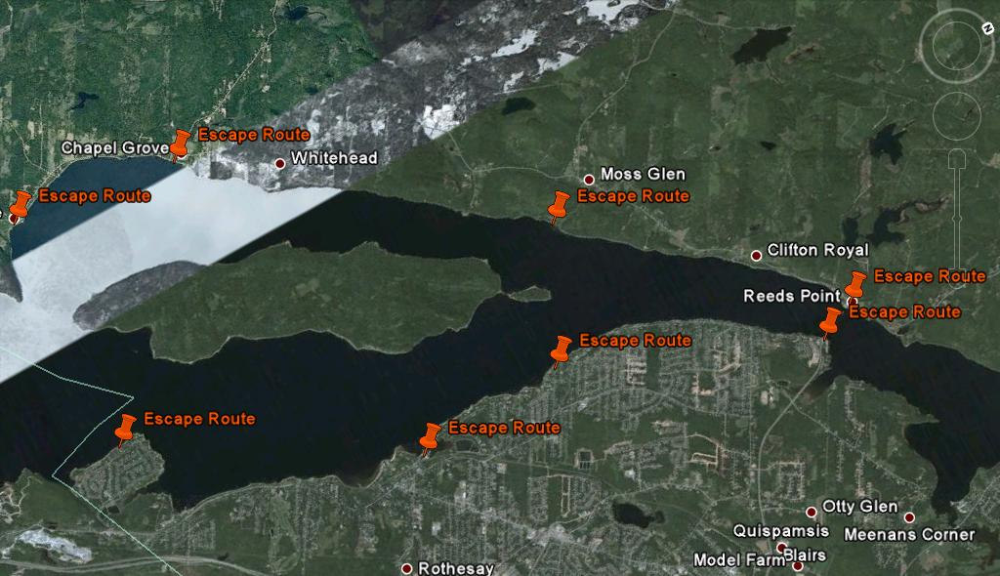 N
Escape Route
Chapel Grove
Whitehead
Moss Glen
Escape Route
Escape Route
Clifton Royal
Escape Route
Reeds Point
Escape Route
Escape Route
Escape Route
Escape Route
Otty Glen
Quispamsis
Meenans Corner
Model Farm
Blairs
Rothesay